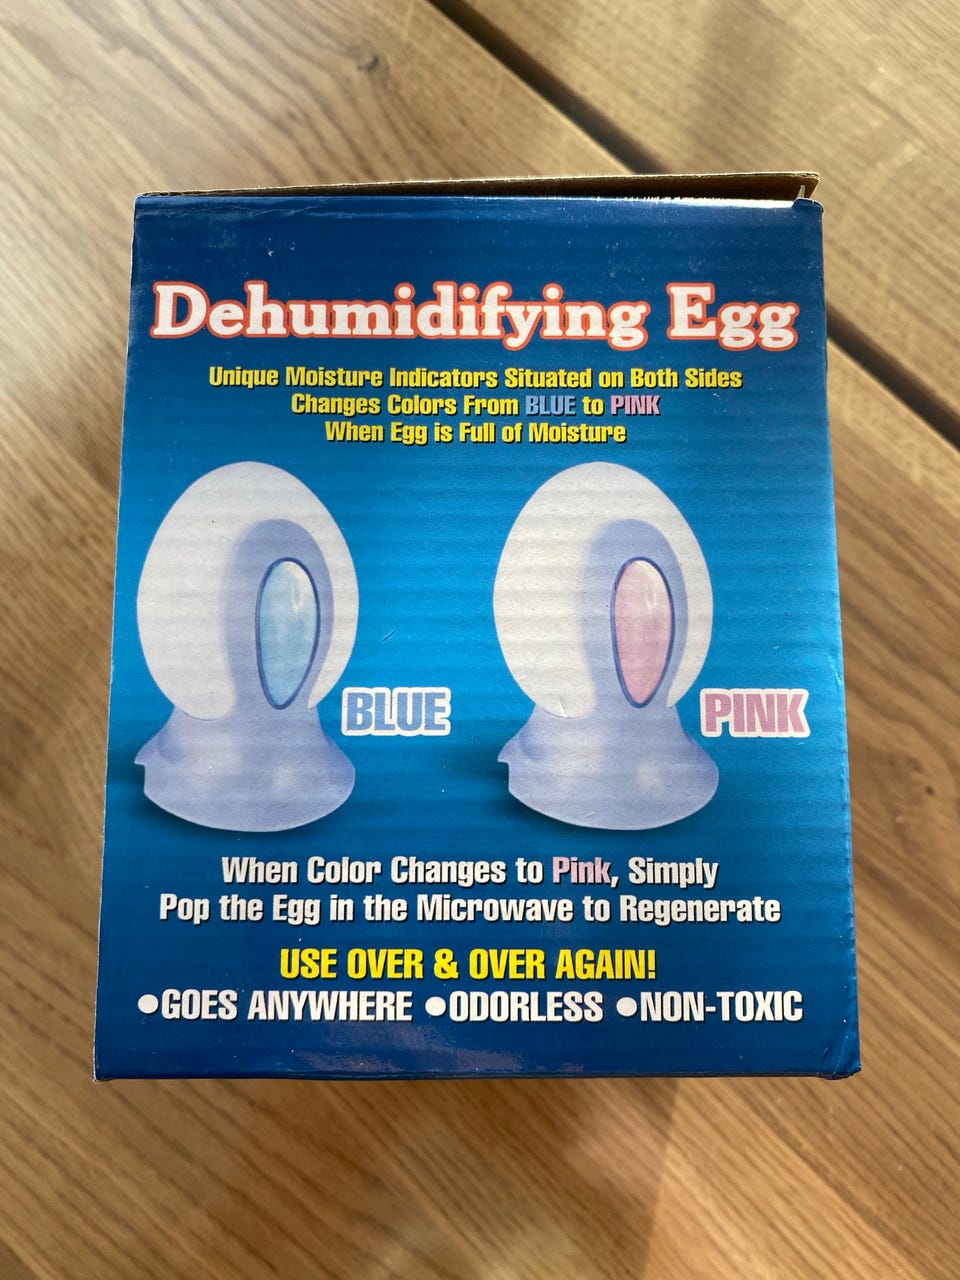 Dehumidifying Egg
Unique Moisture Indicators Situated on Both Sides
Changes Colors From BLUE to PINK
When Egg is Full of Moisture
BLUE
PINK
When Color Changes to Pink, Simply
Pop the Egg in the Microwave to Regenerate
USE OVER & OVER AGAIN!
•GOES ANYWHERE •ODORLESS •NON-TOXIC